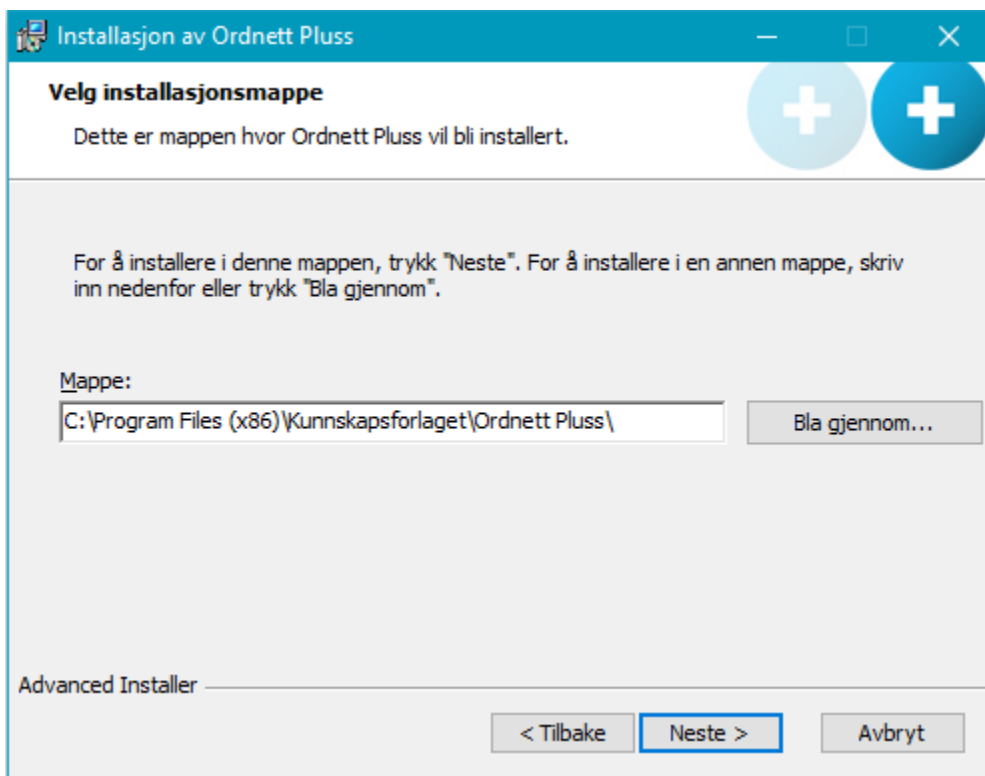 Installasjon av Ordnett Pluss
Velg installasjonsmappe
Dette er mappen hvor Ordnett Pluss vil bli installert.
For å installere i denne mappen, trykk "Neste". For å installere i en annen mappe, skriv
inn nedenfor eller trykk "Bla gjennom".
Mappe:
C:\Program Files (x86)\Kunnskapsforlaget\Ordnett Pluss\
Bla gjennom...
Advanced Installer
< Tilbake
Neste >
Avbryt